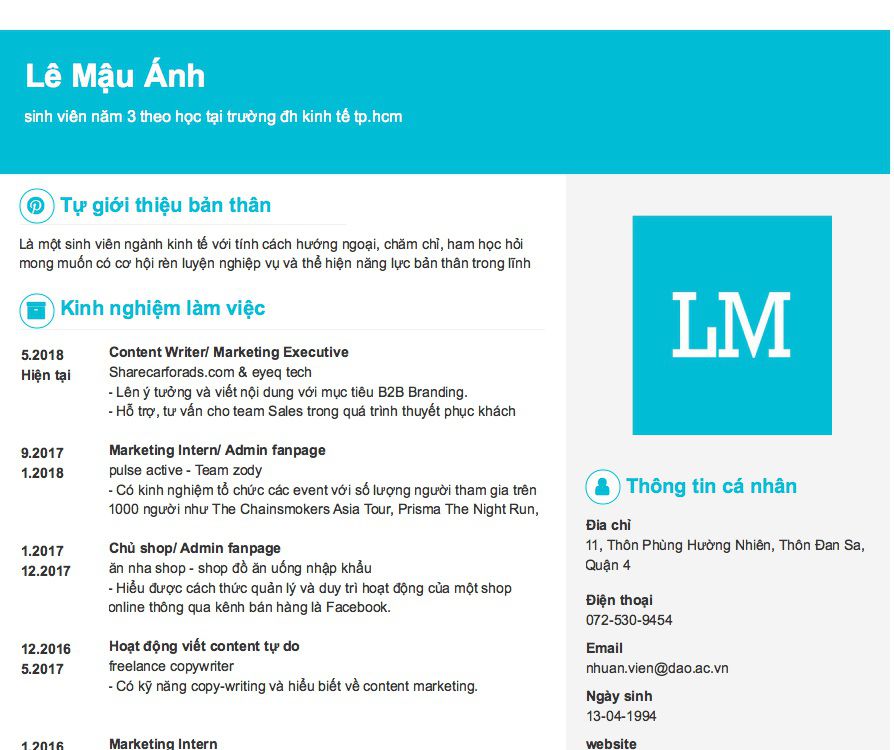 Lê Mậu Ánh
sinh viên năm 3 theo học tại trường đh kinh tế tp.hcm
Tự giới thiệu bản thân
Là một sinh viên ngành kinh tế với tính cách hướng ngoại, chăm chỉ, ham học hỏi
mong muốn có cơ hội rèn luyện nghiệp vụ và thể hiện năng lực bản thân trong lĩnh
Kinh nghiệm làm việc
5.2018
Hiện tại
Content Writer/ Marketing Executive
Sharecarforads.com & eyeq tech
- Lên ý tưởng và viết nội dung với mục tiêu B2B Branding.
- Hỗ trợ, tư vấn cho team Sales trong quá trình thuyết phục khách
9.2017
1.2018
Marketing Intern/ Admin fanpage
pulse active - Team zody
- Có kinh nghiệm tổ chức các event với số lượng người tham gia trên
1000 người như The Chainsmokers Asia Tour, Prisma The Night Run,
1.2017
12.2017
Chủ shop/ Admin fanpage
ăn nha shop - shop đồ ăn uống nhập khẩu
- Hiểu được cách thức quản lý và duy trì hoạt động của một shop
online thông qua kênh bán hàng là Facebook.
12.2016
5.2017
Hoạt động viết content tự do
freelance copywriter
- Có kỹ năng copy-writing và hiểu biết về content marketing.
1.2016
Marketing Intern
LM
Thông tin cá nhân
Địa chỉ
11, Thôn Phùng Hường Nhiên, Thôn Đan Sa,
Quận 4
Điện thoại
072-530-9454
Email
nhuan.vien@dao.ac.vn
Ngày sinh
13-04-1994
website